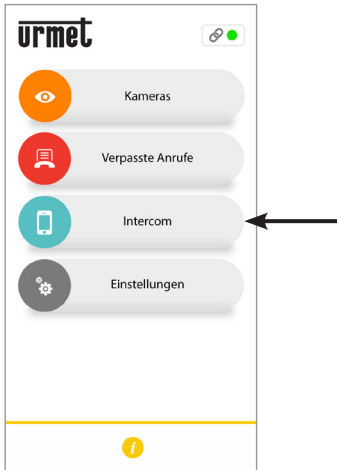 urmet
Kameras
Verpasste Anrufe
Intercom
Einstellungen
i